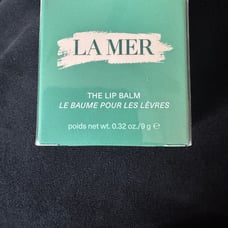 LA MER
THE LIP BALM
LE BAUME POUR LES LÈVRES
poids net wt. 0.32 oz./9 g ℮